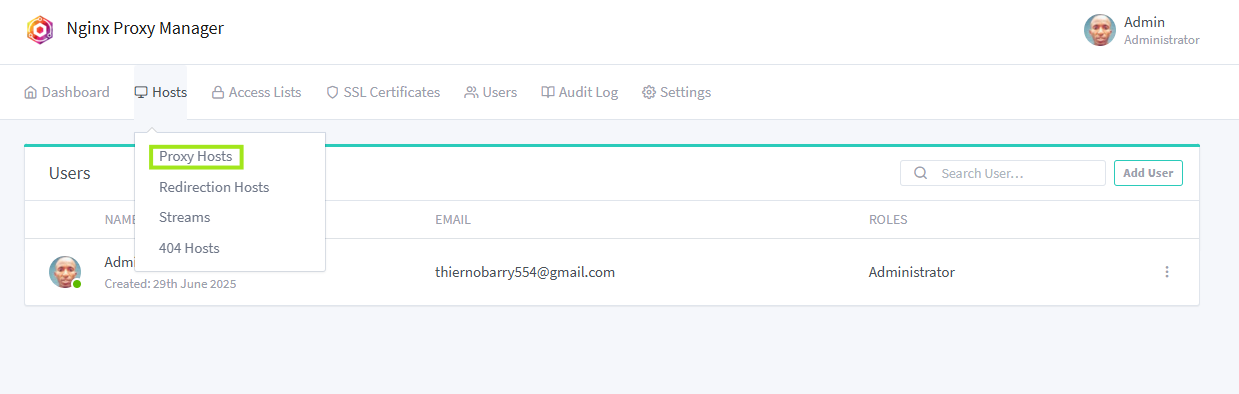 Nginx Proxy Manager
Admin
Administrator
Dashboard Hosts Access Lists SSL Certificates Users Audit Log Settings
Proxy Hosts
Redirection Hosts
Streams
404 Hosts
Users Search User… Add User
NAME EMAIL ROLES
Admi thiernobarry554@gmail.com Administrator
Created: 29th June 2025